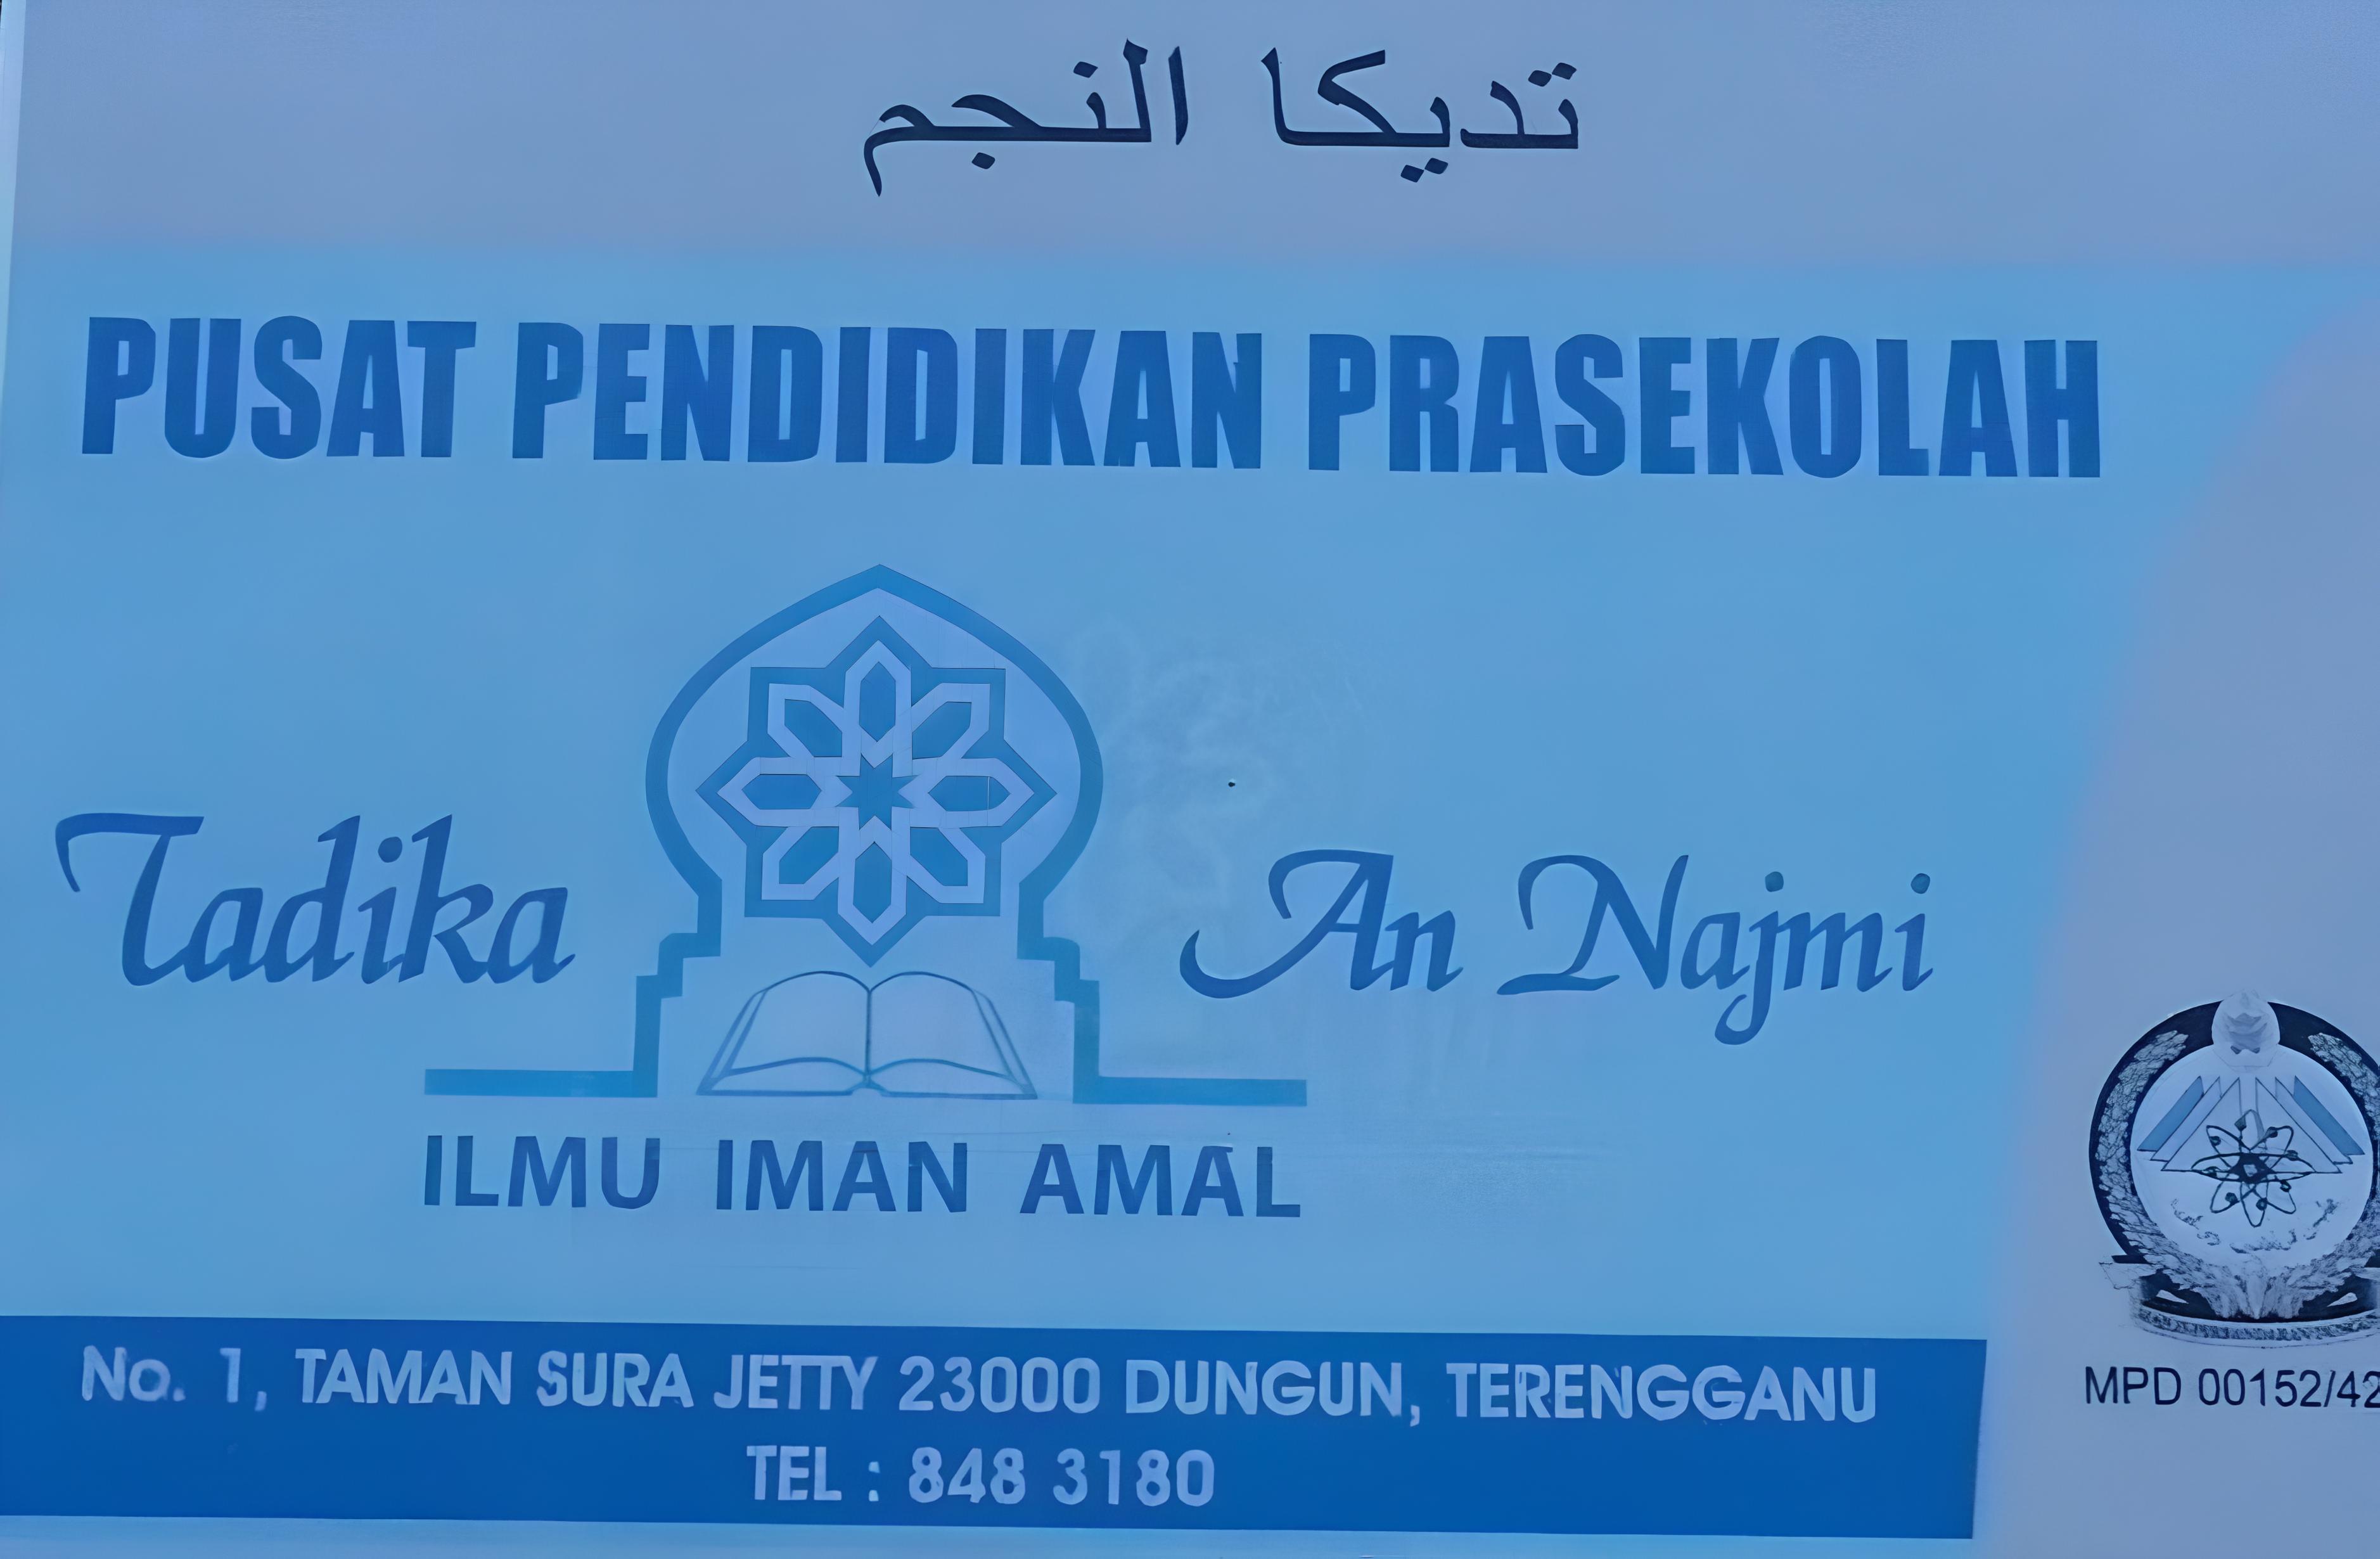 تديكا النجم
PUSAT PENDIDIKAN PRASEKOLAH
Tadika An Najmi
ILMU IMAN AMAL
No. 1, TAMAN SURA JETTY 23000 DUNGUN, TERENGGANU
TEL : 848 3180
MPD 00152/42